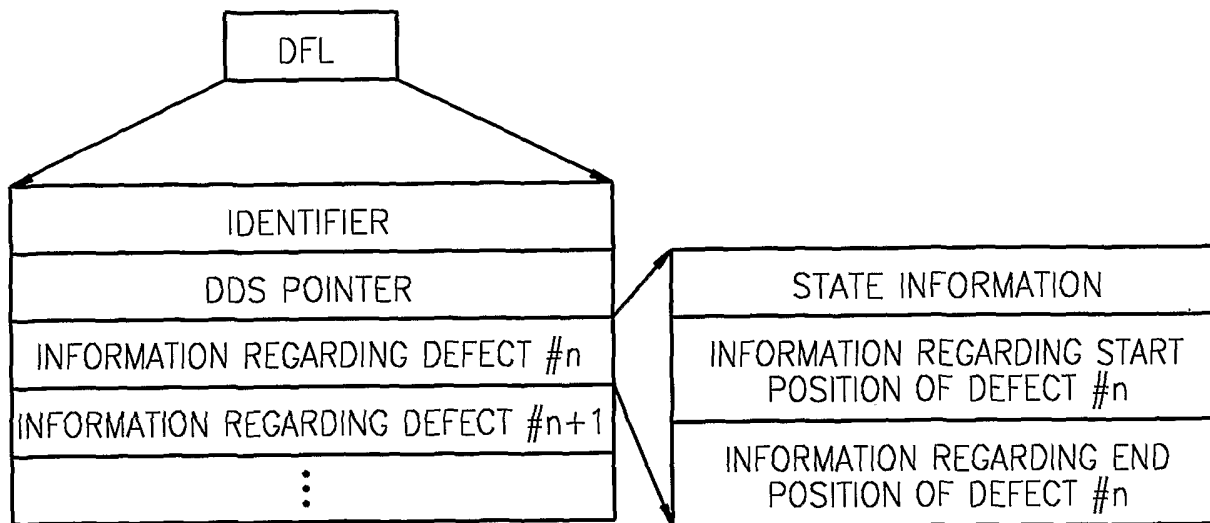 DFL
IDENTIFIER
DDS POINTER
INFORMATION REGARDING DEFECT #n
INFORMATION REGARDING DEFECT #n+1
⋮
STATE INFORMATION
INFORMATION REGARDING START
POSITION OF DEFECT #n
INFORMATION REGARDING END
POSITION OF DEFECT #n